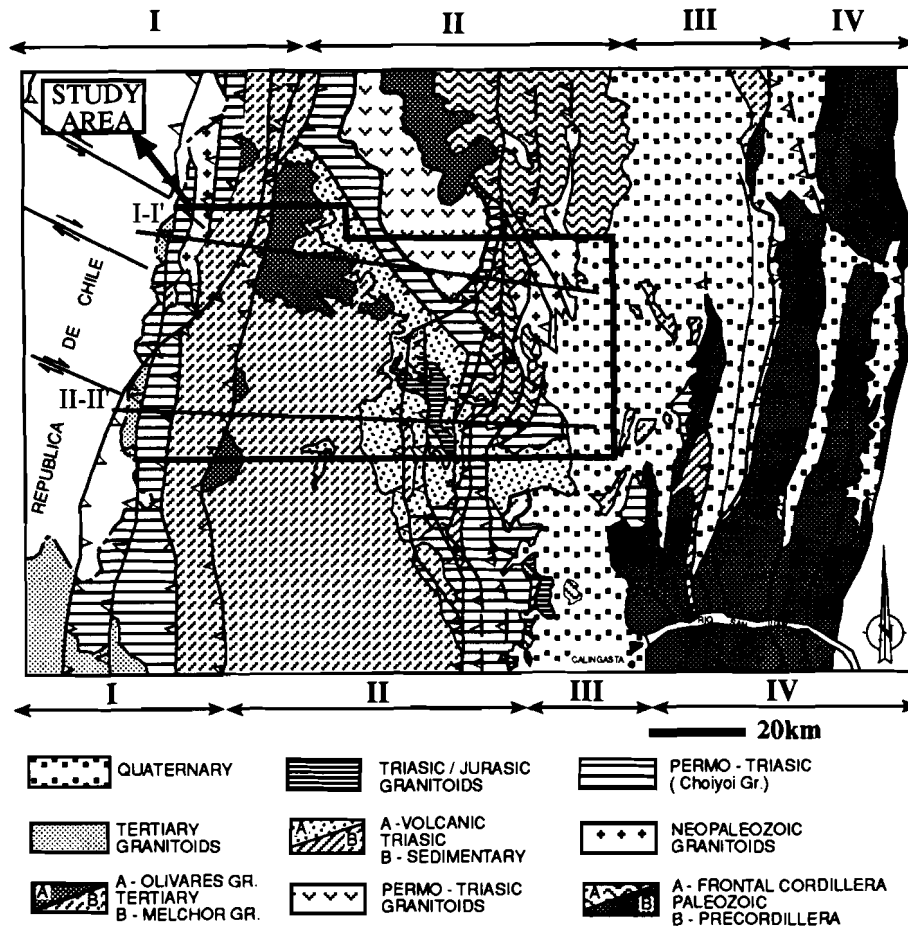 I II III IV
STUDY
AREA
I-I'
REPUBLICA DE CHILE
II-II'
RIO SAN
CALINGASTA
N
I II III IV
20km
QUATERNARY
TERTIARY
GRANITOIDS
A B
A - OLIVARES GR.
TERTIARY
B - MELCHOR GR.
TRIASIC / JURASIC
GRANITOIDS
A B
A -VOLCANIC
TRIASIC
B - SEDIMENTARY
PERMO - TRIASIC
GRANITOIDS
PERMO - TRIASIC
( Choiyoi Gr.)
NEOPALEOZOIC
GRANITOIDS
A B
A - FRONTAL CORDILLERA
PALEOZOIC
B - PRECORDILLERA